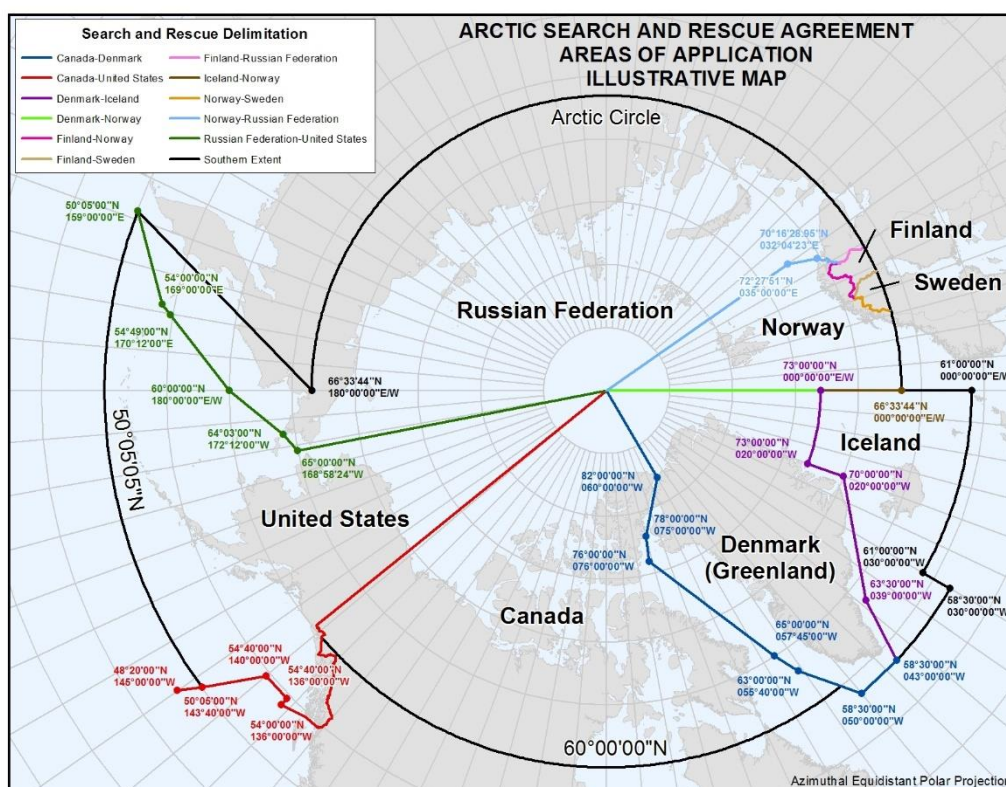 ARCTIC SEARCH AND RESCUE AGREEMENT
AREAS OF APPLICATION
ILLUSTRATIVE MAP
Search and Rescue Delimitation
Canada-Denmark
Canada-United States
Denmark-Iceland
Denmark-Norway
Finland-Norway
Finland-Sweden
Finland-Russian Federation
Iceland-Norway
Norway-Sweden
Norway-Russian Federation
Russian Federation-United States
Southern Extent
Arctic Circle
50°05'00"N
159°00'00"E
54°00'00"N
169°00'00"E
54°49'00"N
170°12'00"E
60°00'00"N
180°00'00"E/W
64°03'00"N
172°12'00"W
65°00'00"N
168°58'24"W
66°33'44"N
180°00'00"E/W
50°05'05"N
Russian Federation
70°16'28.95"N
032°04'23"E
72°27'51"N
035°00'00"E
Finland
Sweden
Norway
73°00'00"N
000°00'00"E/W
61°00'00"N
000°00'00"E/W
66°33'44"N
000°00'00"E/W
Iceland
73°00'00"N
020°00'00"W
70°00'00"N
020°00'00"W
82°00'00"N
060°00'00"W
78°00'00"N
075°00'00"W
76°00'00"N
076°00'00"W
United States
Denmark
(Greenland)
61°00'00"N
030°00'00"W
58°30'00"N
030°00'00"W
63°30'00"N
039°00'00"W
Canada
65°00'00"N
057°45'00"W
63°00'00"N
055°40'00"W
58°30'00"N
043°00'00"W
58°30'00"N
050°00'00"W
54°40'00"N
140°00'00"W
54°40'00"N
136°00'00"W
48°20'00"N
145°00'00"W
50°05'00"N
143°40'00"W
54°00'00"N
136°00'00"W
60°00'00"N
Azimuthal Equidistant Polar Projection